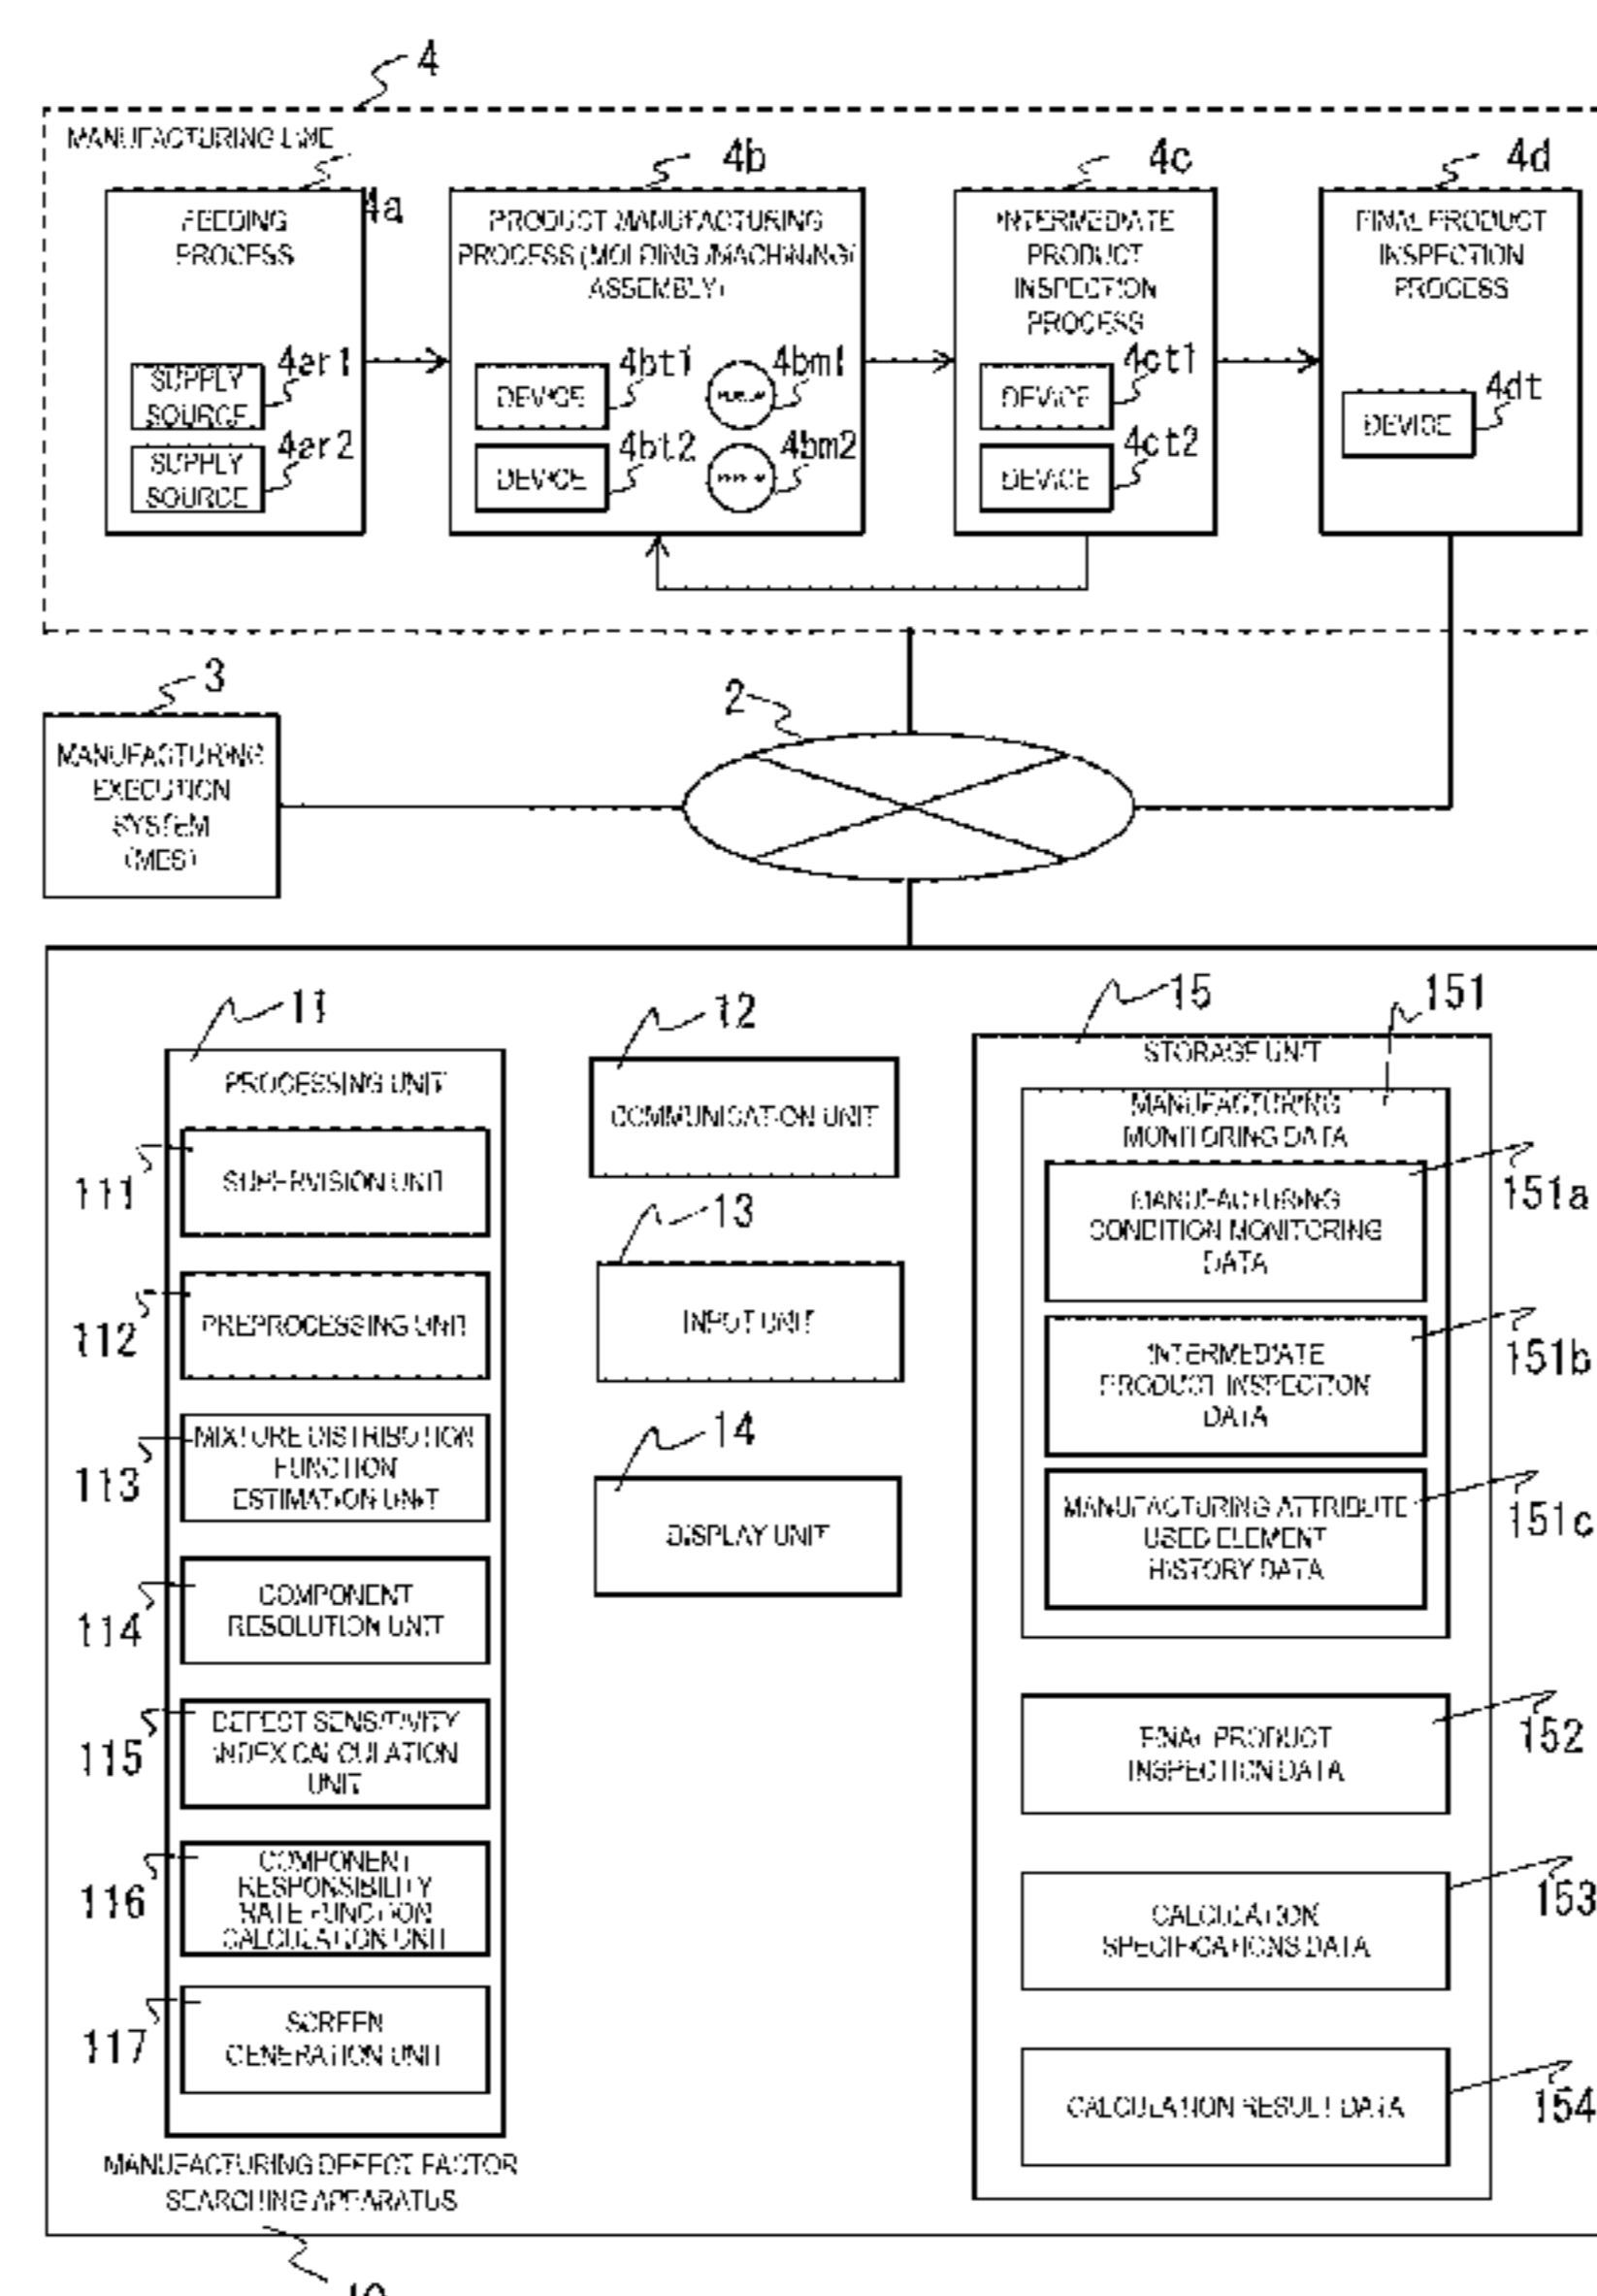 4
MANUFACTURING LINE
4a
4b
4c
4d
FEEDING
PROCESS
PRODUCT MANUFACTURING
PROCESS (MOLDING/MACHINING/
ASSEMBLY)
INTERMEDIATE
PRODUCT
INSPECTION
PROCESS
FINAL PRODUCT
INSPECTION
PROCESS
SUPPLY
SOURCE
4ar1
SUPPLY
SOURCE
4ar2
DEVICE
4bt1
4bm1
DEVICE
4bt2
4bm2
DEVICE
4ct1
DEVICE
4ct2
DEVICE
4dt
3
MANUFACTURING
EXECUTION
SYSTEM
(MES)
2
11
PROCESSING UNIT
111
SUPERVISION UNIT
112
PREPROCESSING UNIT
113
MIXTURE DISTRIBUTION
FUNCTION
ESTIMATION UNIT
114
COMPONENT
RESOLUTION UNIT
115
DEFECT SENSITIVITY
INDEX CALCULATION
UNIT
116
COMPONENT
RESPONSIBILITY
RATE FUNCTION
CALCULATION UNIT
117
SCREEN
GENERATION UNIT
12
COMMUNICATION UNIT
13
INPUT UNIT
14
DISPLAY UNIT
15
STORAGE UNIT
151
MANUFACTURING
MONITORING DATA
MANUFACTURING
CONDITION MONITORING
DATA
151a
INTERMEDIATE
PRODUCT INSPECTION
DATA
151b
MANUFACTURING ATTRIBUTE
USED ELEMENT
HISTORY DATA
151c
FINAL PRODUCT
INSPECTION DATA
152
CALCULATION
SPECIFICATIONS DATA
153
CALCULATION RESULT DATA
154
MANUFACTURING DEFECT FACTOR
SEARCHING APPARATUS